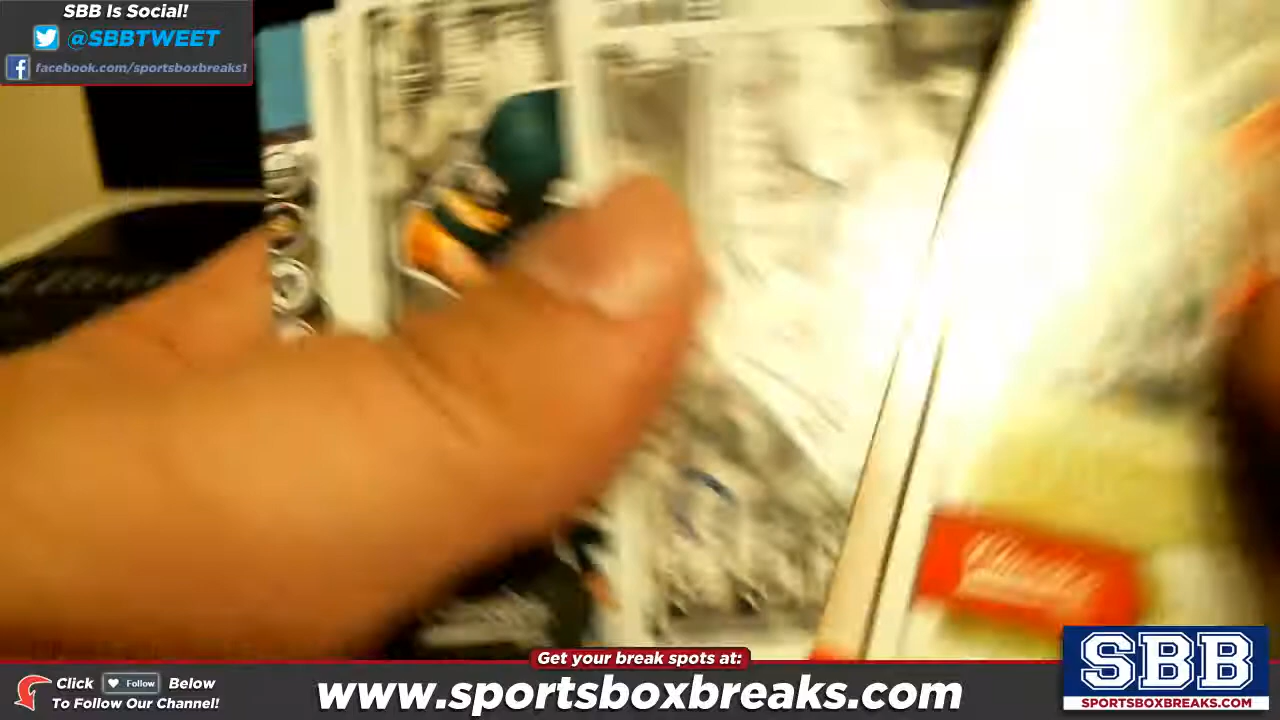 SBB Is Social!
@SBBTWEET
facebook.com/sportsboxbreaks1
Get your break spots at:
Click Follow Below
To Follow Our Channel!
www.sportsboxbreaks.com
SBB
SPORTSBOXBREAKS.COM